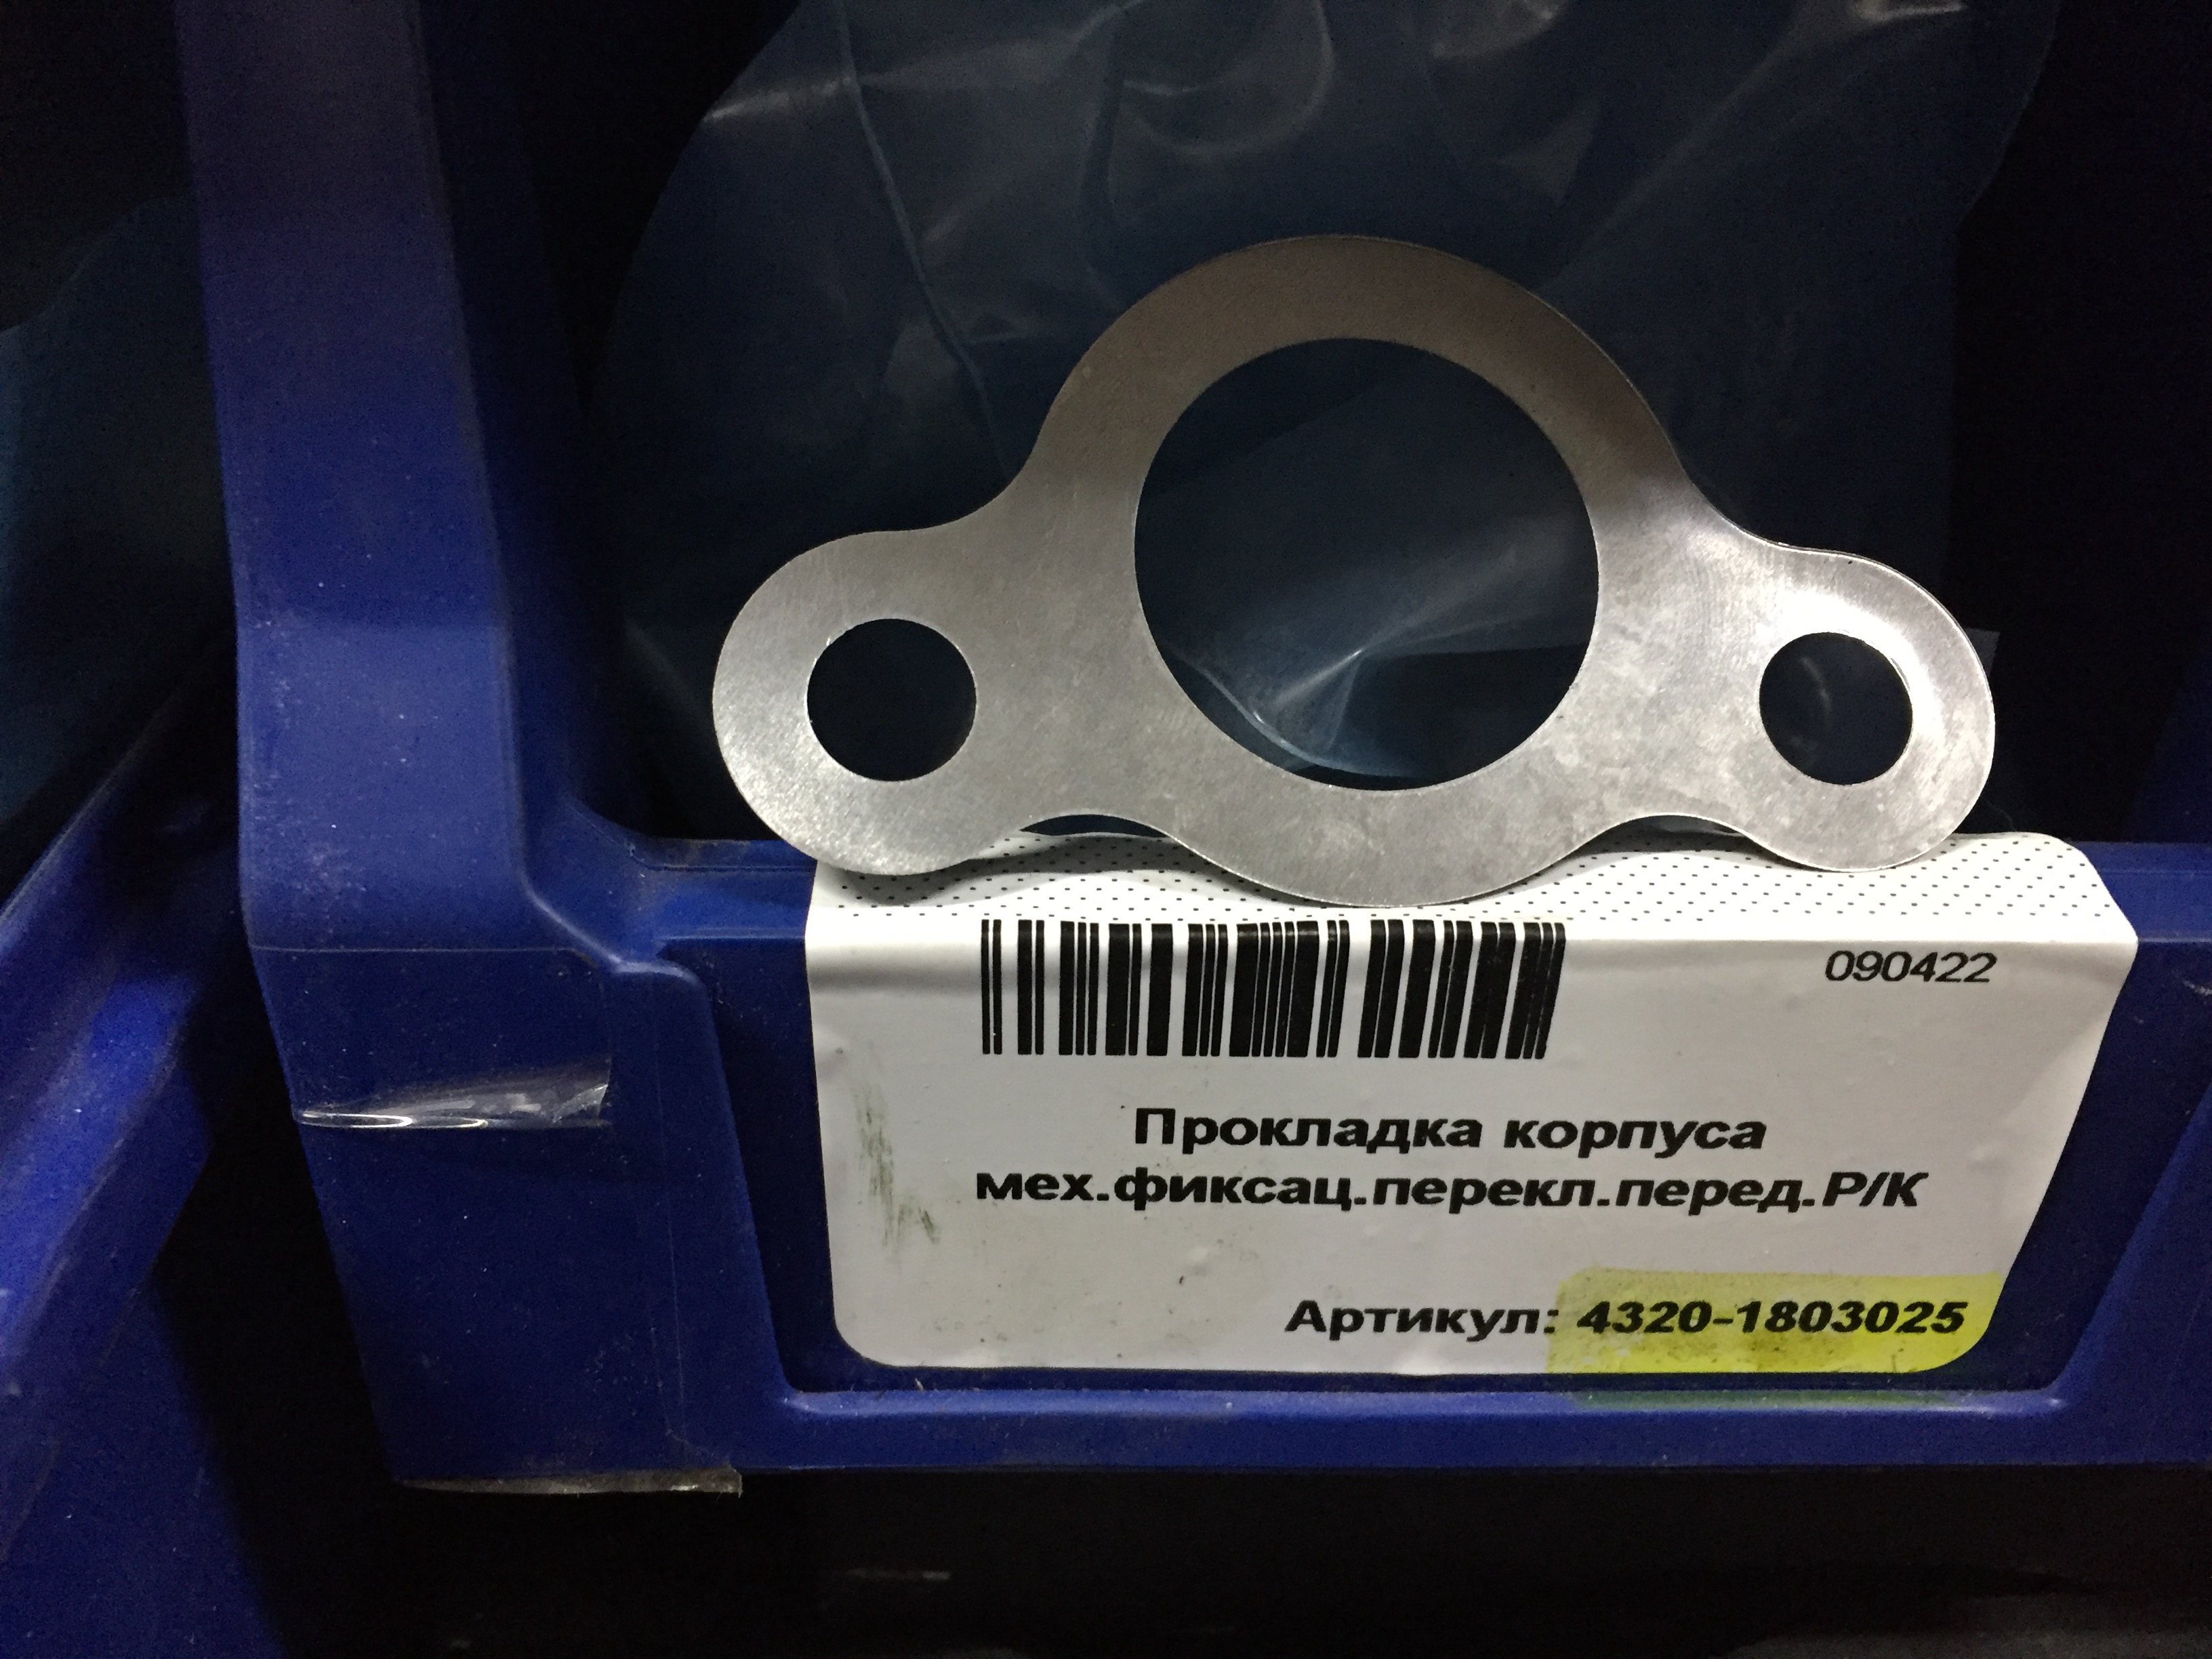 090422
Прокладка корпуса
мех.фиксац.перекл.перед.Р/К
Артикул: 4320-1803025